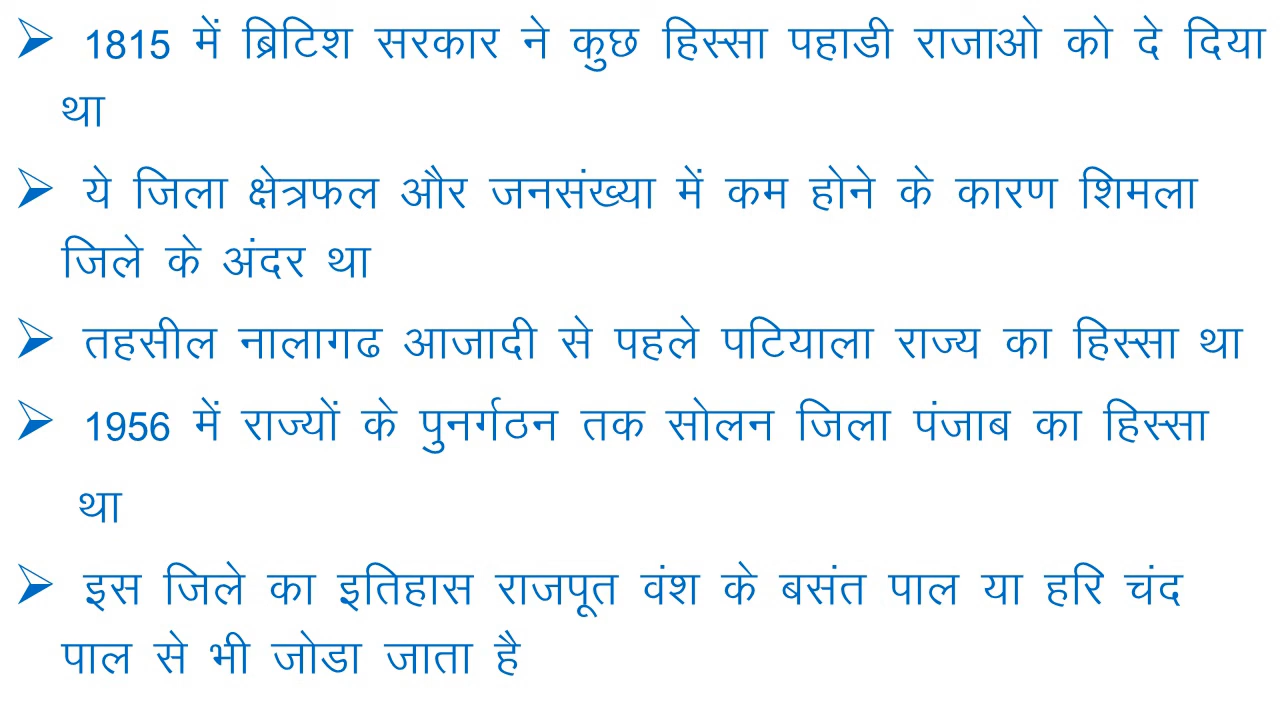 ➢ 1815 में ब्रिटिश सरकार ने कुछ हिस्सा पहाडी राजाओ को दे दिया
था
➢ ये जिला क्षेत्रफल और जनसंख्या में कम होने के कारण शिमला
जिले के अंदर था
➢ तहसील नालागढ आजादी से पहले पटियाला राज्य का हिस्सा था
➢ 1956 में राज्यों के पुनर्गठन तक सोलन जिला पंजाब का हिस्सा
था
➢ इस जिले का इतिहास राजपूत वंश के बसंत पाल या हरि चंद
पाल से भी जोडा जाता है